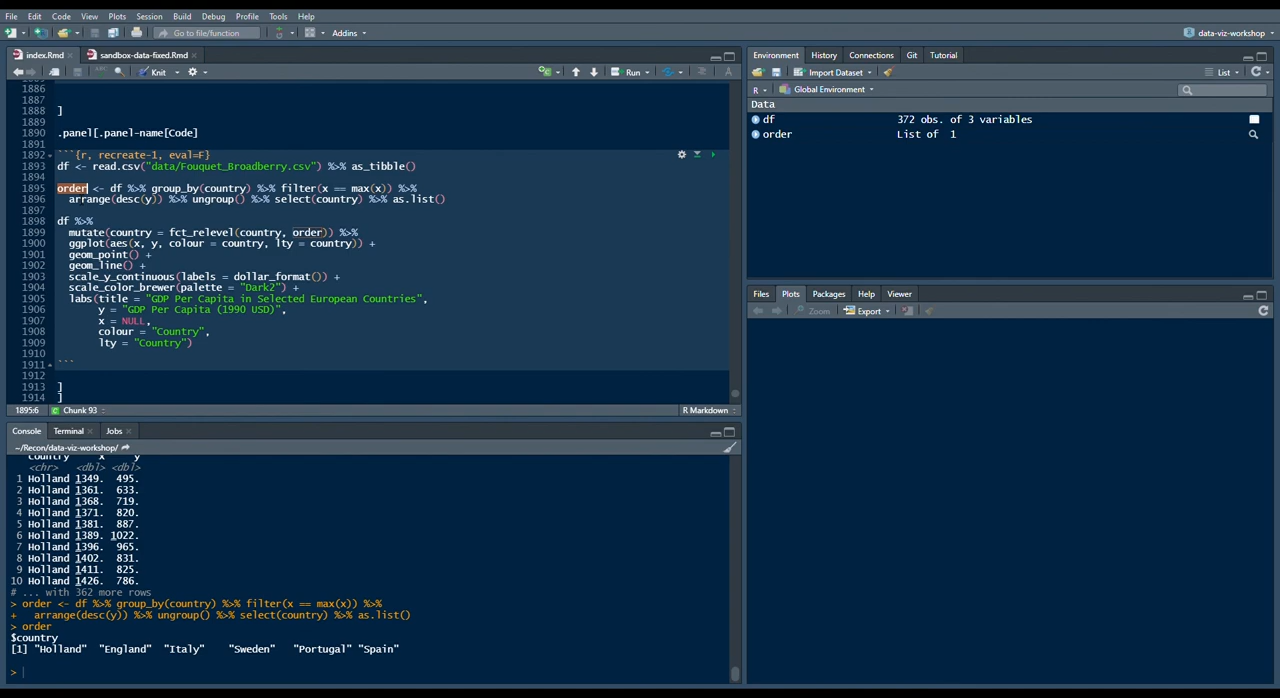 File Edit Code View Plots Session Build Debug Profile Tools Help
Go to file/function Addins data-viz-workshop
index.Rmd sandbox-data-fixed.Rmd
Knit Run
1886
1887
1888 ]
1889
1890 .panel[.panel-name[Code]
1891
1892 ```{r, recreate-1, eval=F}
1893 df <- read.csv("data/Fouquet_Broadberry.csv") %>% as_tibble()
1894
1895 order <- df %>% group_by(country) %>% filter(x == max(x)) %>%
1896 arrange(desc(y)) %>% ungroup() %>% select(country) %>% as.list()
1897
1898 df %>%
1899 mutate(country = fct_relevel(country, order)) %>%
1900 ggplot(aes(x, y, colour = country, lty = country)) +
1901 geom_point() +
1902 geom_line() +
1903 scale_y_continuous(labels = dollar_format()) +
1904 scale_color_brewer(palette = "Dark2") +
1905 labs(title = "GDP Per Capita in Selected European Countries",
1906 y = "GDP Per Capita (1990 USD)",
1907 x = NULL,
1908 colour = "Country",
1909 lty = "Country")
1910
1911 ```
1912
1913 ]
1914 ]
1895:6 Chunk 93 R Markdown
Console Terminal Jobs
~/Recon/data-viz-workshop/
country x y
<chr> <dbl> <dbl>
1 Holland 1349. 495.
2 Holland 1361. 633.
3 Holland 1368. 719.
4 Holland 1371. 820.
5 Holland 1381. 887.
6 Holland 1389. 1022.
7 Holland 1396. 965.
8 Holland 1402. 831.
9 Holland 1411. 825.
10 Holland 1426. 786.
# ... with 362 more rows
> order <- df %>% group_by(country) %>% filter(x == max(x)) %>%
+ arrange(desc(y)) %>% ungroup() %>% select(country) %>% as.list()
> order
$country
[1] "Holland" "England" "Italy" "Sweden" "Portugal" "Spain"
>
Environment History Connections Git Tutorial
Import Dataset List
R Global Environment
Data
df 372 obs. of 3 variables
order List of 1
Files Plots Packages Help Viewer
Zoom Export